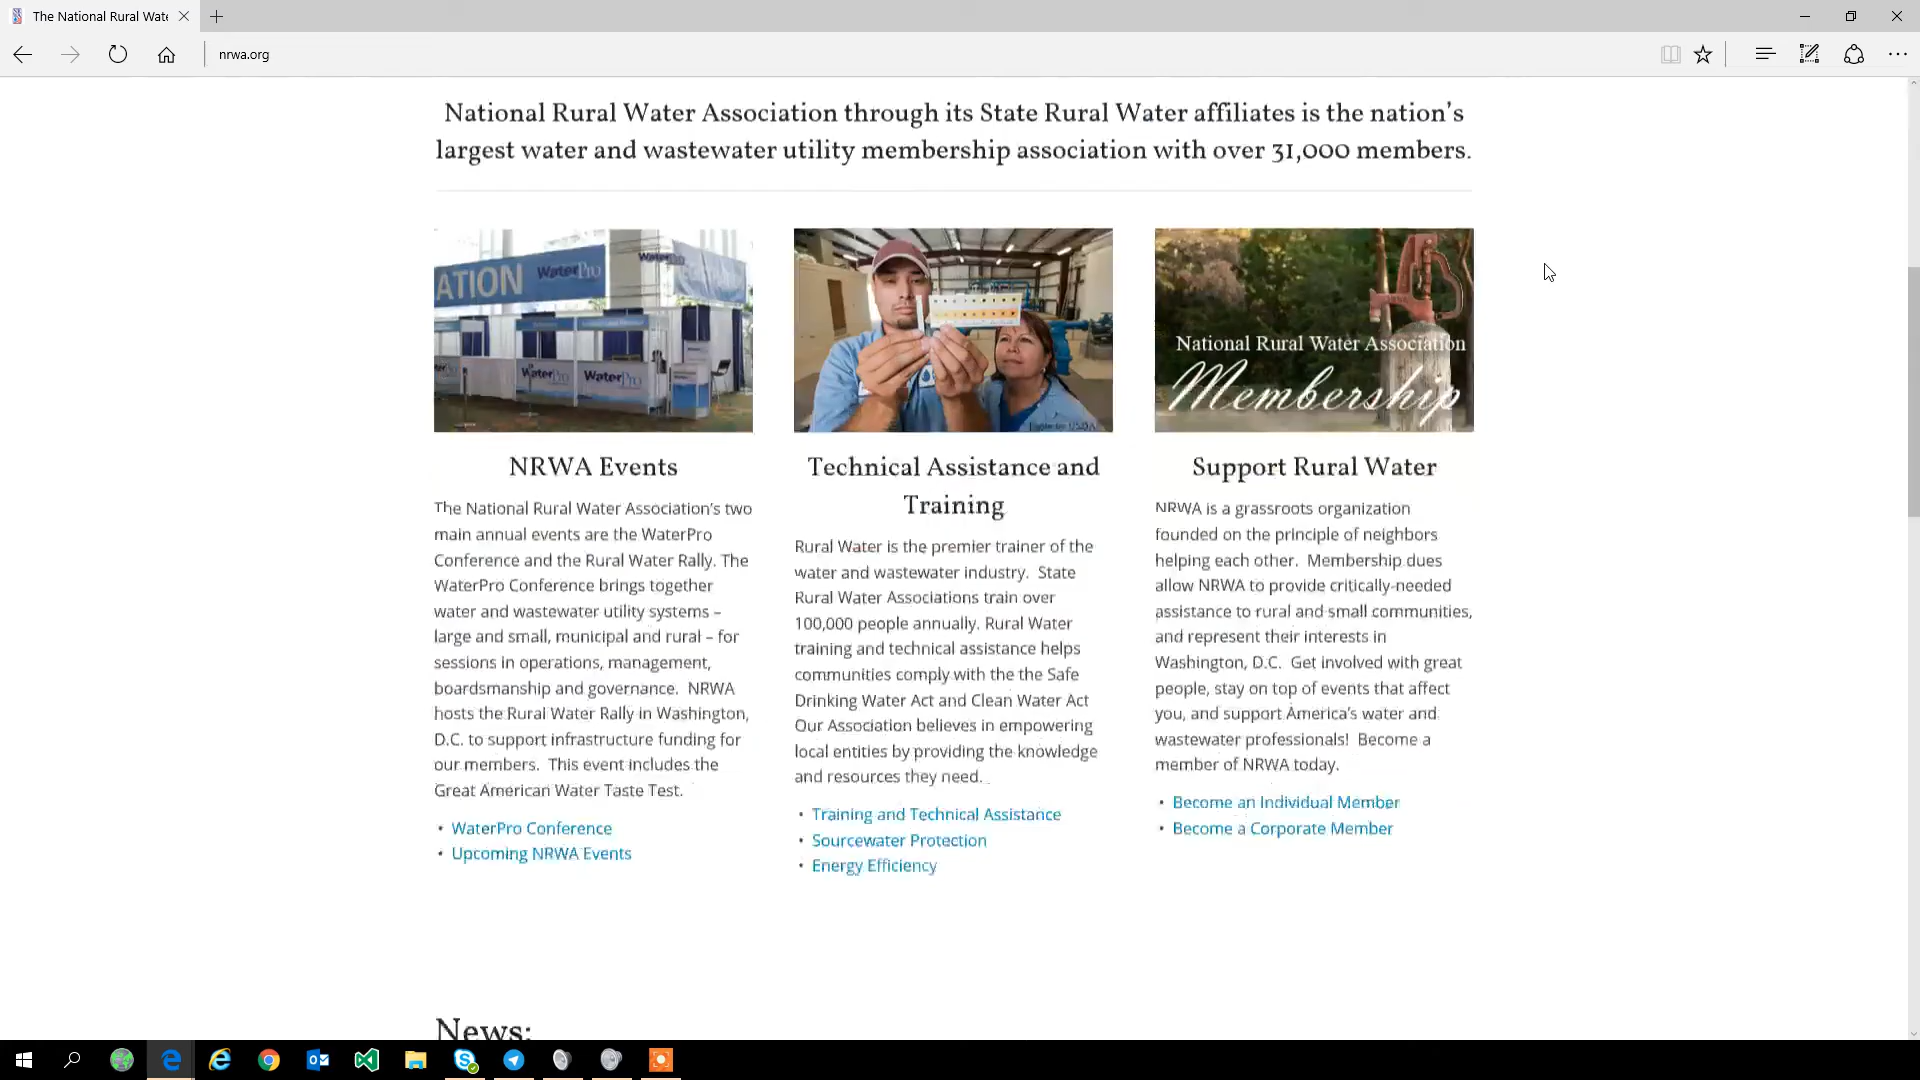 The National Rural Wate
nrwa.org
National Rural Water Association through its State Rural Water affiliates is the nation's
largest water and wastewater utility membership association with over 31,000 members.
ATION WaterPro WaterPro
WaterPro WaterPro
National Rural Water Association
Membership
NRWA Events
The National Rural Water Association's two
main annual events are the WaterPro
Conference and the Rural Water Rally. The
WaterPro Conference brings together
water and wastewater utility systems –
large and small, municipal and rural – for
sessions in operations, management,
boardsmanship and governance. NRWA
hosts the Rural Water Rally in Washington,
D.C. to support infrastructure funding for
our members. This event includes the
Great American Water Taste Test.
• WaterPro Conference
• Upcoming NRWA Events
Technical Assistance and
Training
Rural Water is the premier trainer of the
water and wastewater industry. State
Rural Water Associations train over
100,000 people annually. Rural Water
training and technical assistance helps
communities comply with the the Safe
Drinking Water Act and Clean Water Act
Our Association believes in empowering
local entities by providing the knowledge
and resources they need.
• Training and Technical Assistance
• Sourcewater Protection
• Energy Efficiency
Support Rural Water
NRWA is a grassroots organization
founded on the principle of neighbors
helping each other. Membership dues
allow NRWA to provide critically-needed
assistance to rural and small communities,
and represent their interests in
Washington, D.C. Get involved with great
people, stay on top of events that affect
you, and support America's water and
wastewater professionals! Become a
member of NRWA today.
• Become an Individual Member
• Become a Corporate Member
News: